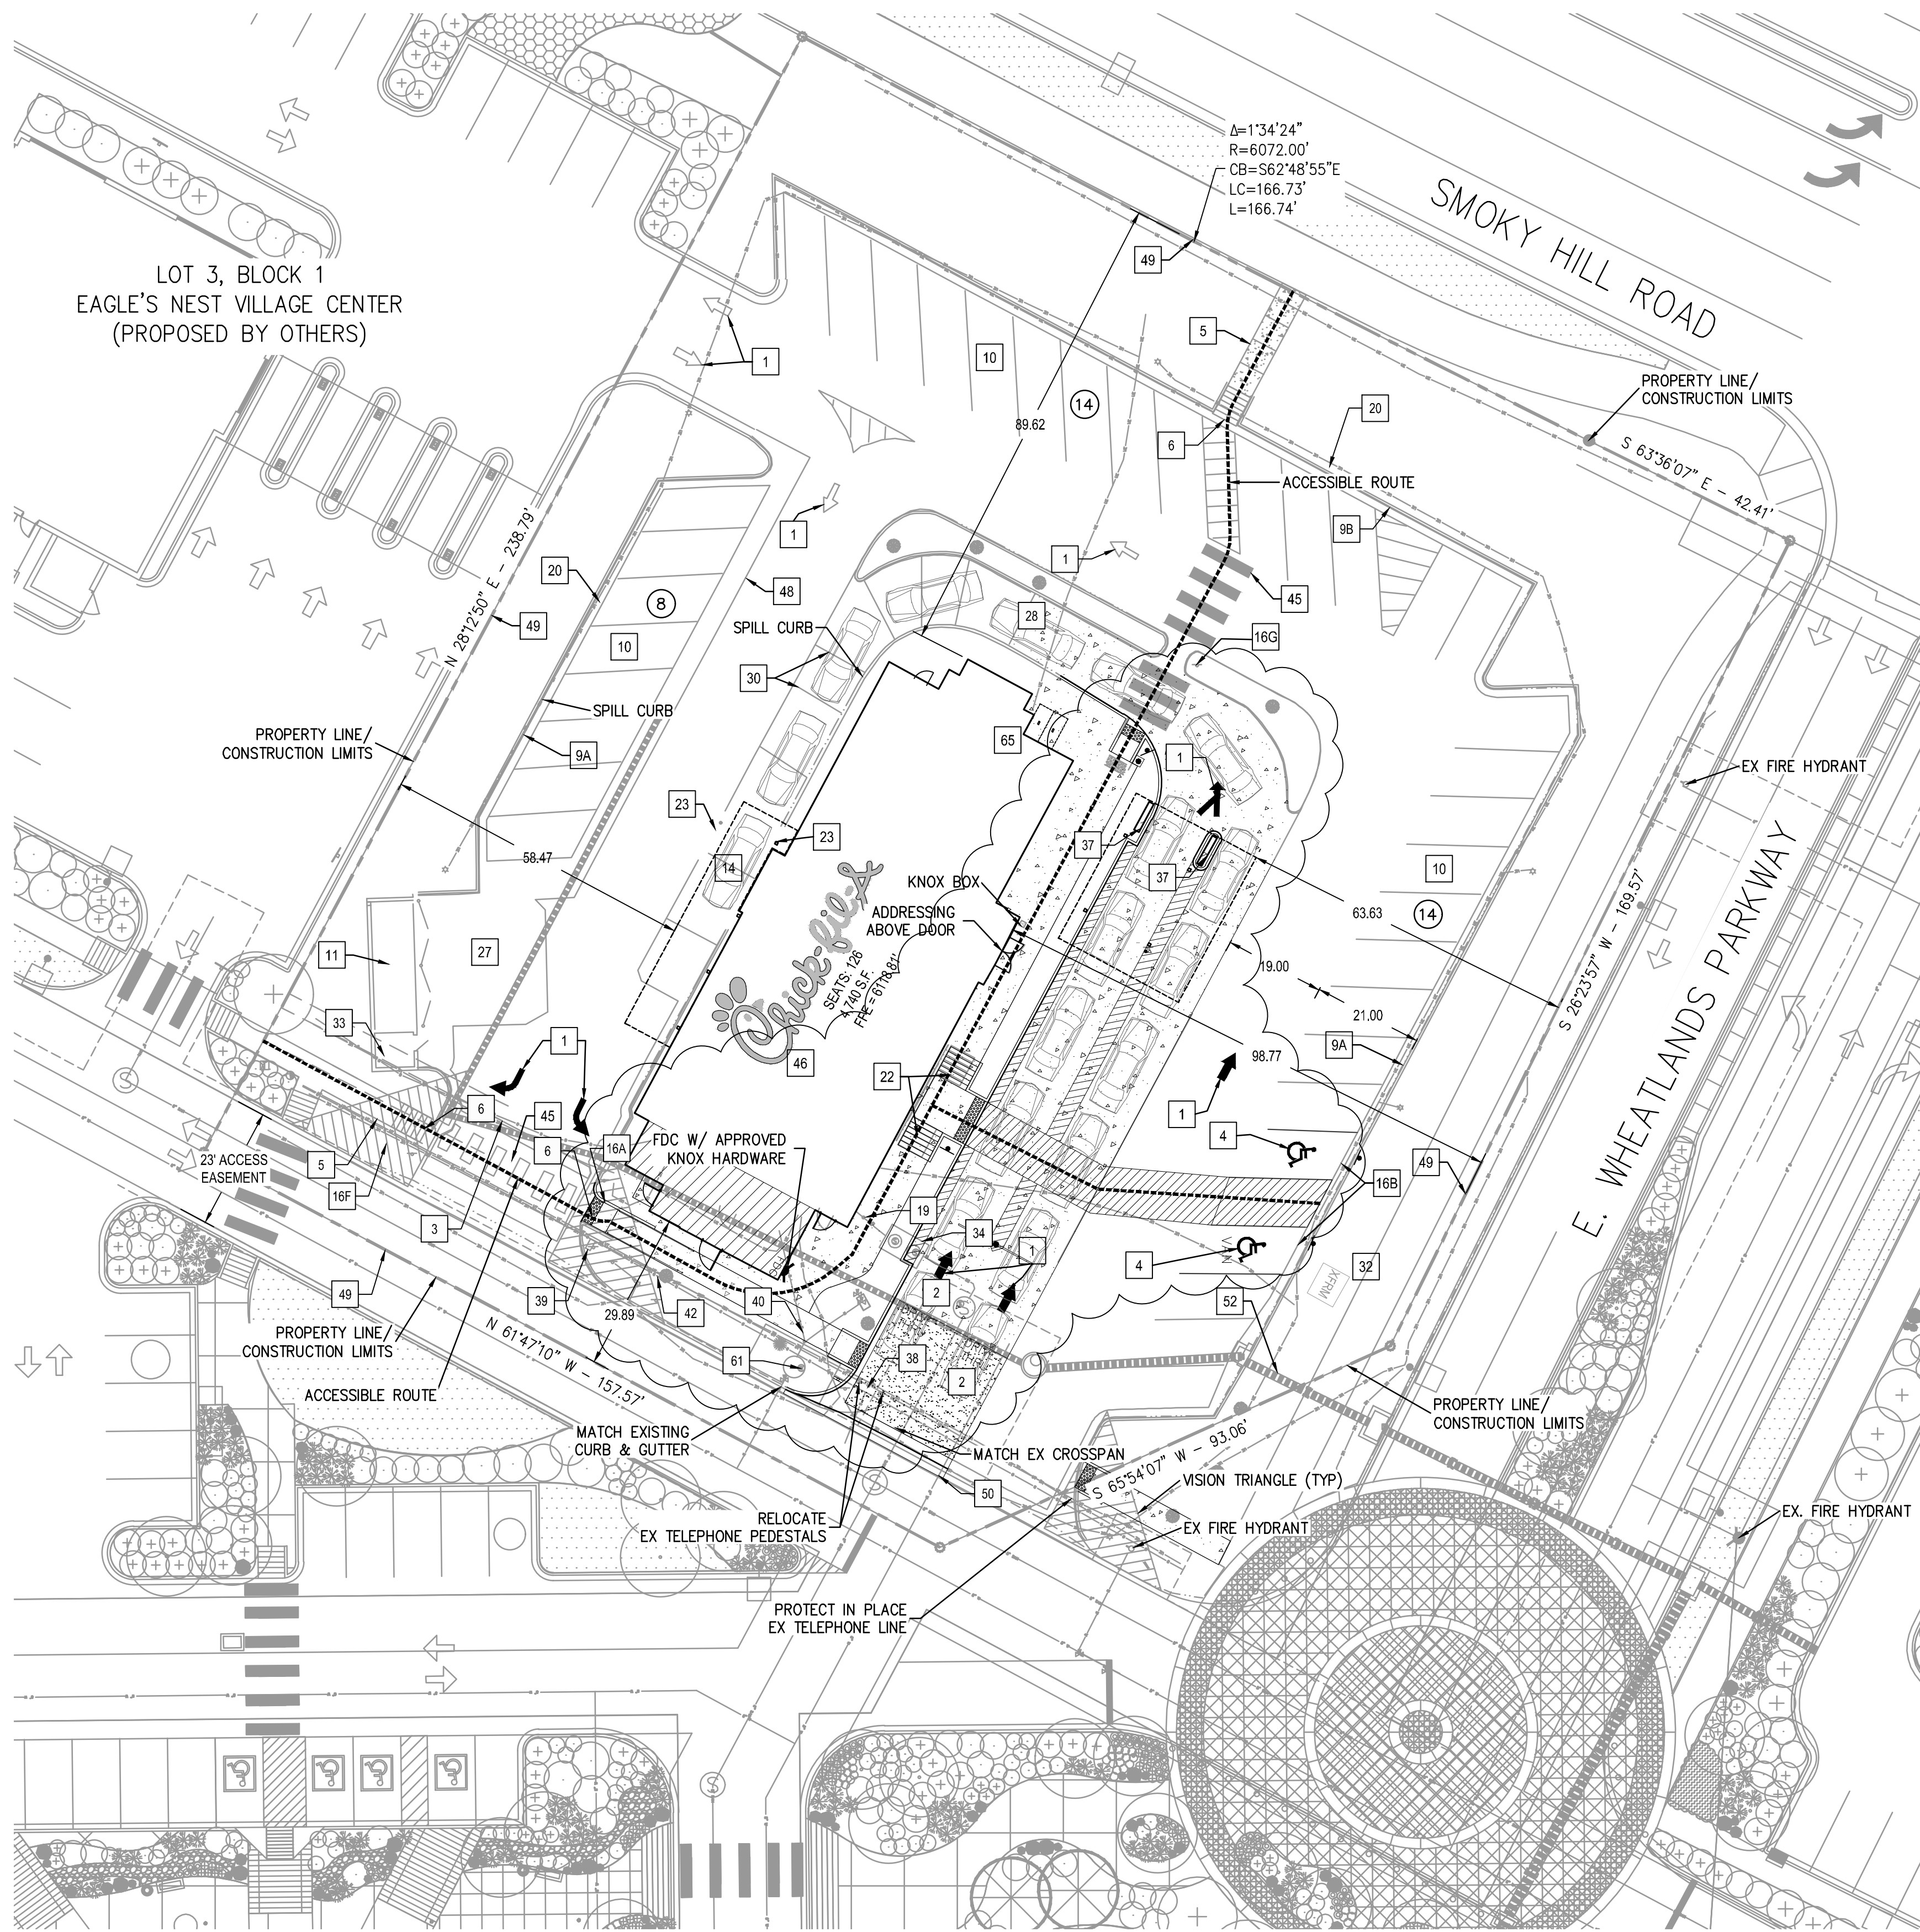 Δ=1°34'24"
R=6072.00'
CB=S62°48'55"E
LC=166.73'
L=166.74'
SMOKY HILL ROAD
49
LOT 3, BLOCK 1
EAGLE'S NEST VILLAGE CENTER
(PROPOSED BY OTHERS)
5
10
1
14
89.62
PROPERTY LINE/
CONSTRUCTION LIMITS
20
6
S 63°36'07" E - 42.41'
ACCESSIBLE ROUTE
N 28°12'50" E - 238.79'
1
9B
1
20
8
48
45
49
28
SPILL CURB
10
16G
30
SPILL CURB
PROPERTY LINE/
CONSTRUCTION LIMITS
9A
65
1
EX FIRE HYDRANT
23
23
37
58.47
14
37
10
KNOX BOX
ADDRESSING
ABOVE DOOR
63.63
14
Chick-fil-A
SEATS: 126
4,740 S.F.
FFE = 6178.81'
19.00
S 26°23'57" W - 169.57'
E. WHEATLANDS PARKWAY
11
27
21.00
33
1
9A
46
98.77
22
6
45
1
4
FDC W/ APPROVED
KNOX HARDWARE
6
16A
23' ACCESS
EASEMENT
5
49
16B
16F
3
19
34
1
4
32
XFRM
VAN
FDC
49
39
42
40
2
52
29.89
PROPERTY LINE/
CONSTRUCTION LIMITS
N 61°47'10" W - 157.57'
61
38
2
ACCESSIBLE ROUTE
PROPERTY LINE/
CONSTRUCTION LIMITS
MATCH EXISTING
CURB & GUTTER
MATCH EX CROSSPAN
S 65°54'07" W - 93.06'
VISION TRIANGLE (TYP)
50
RELOCATE
EX TELEPHONE PEDESTALS
EX FIRE HYDRANT
EX. FIRE HYDRANT
PROTECT IN PLACE
EX TELEPHONE LINE
S
S
S
S